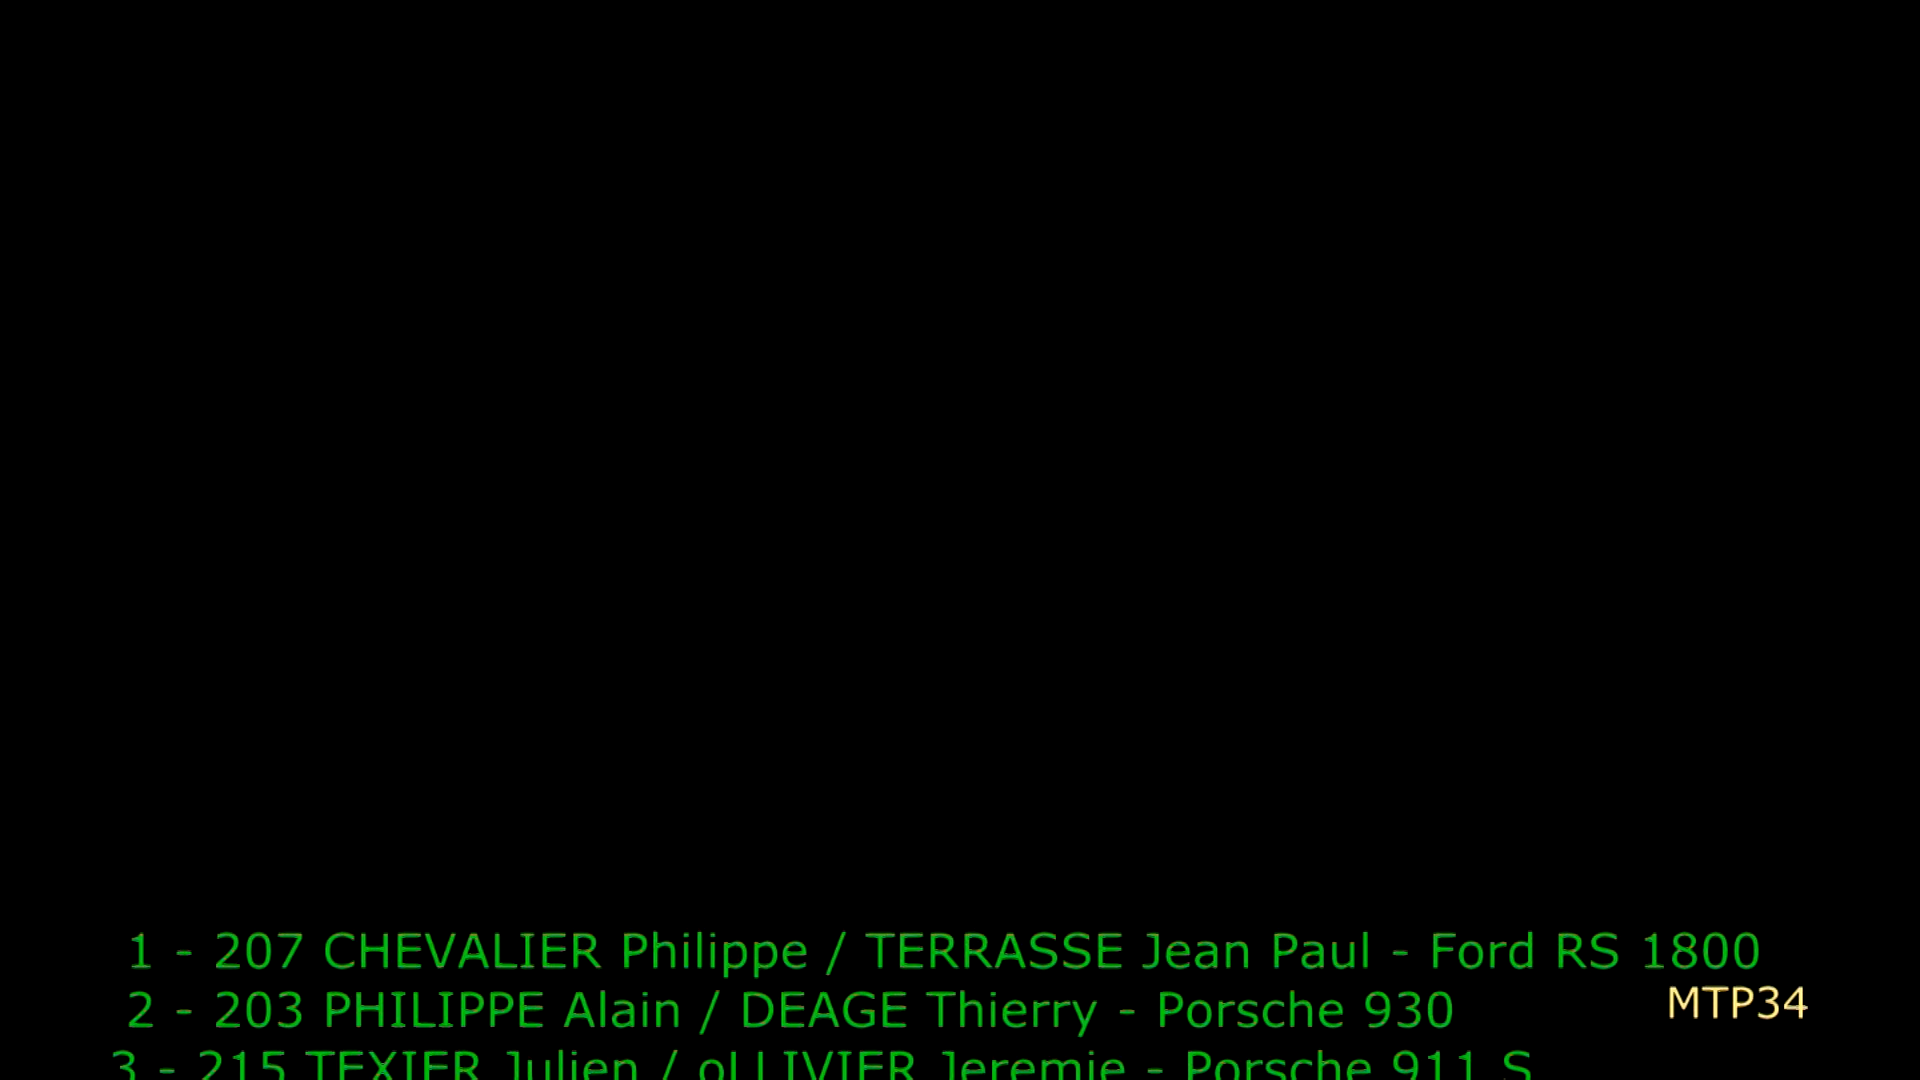 1 - 207 CHEVALIER Philippe / TERRASSE Jean Paul - Ford RS 1800
2 - 203 PHILIPPE Alain / DEAGE Thierry - Porsche 930
MTP34
3 - 215 TEXIER Julien / oLLIVIER Jeremie - Porsche 911 S